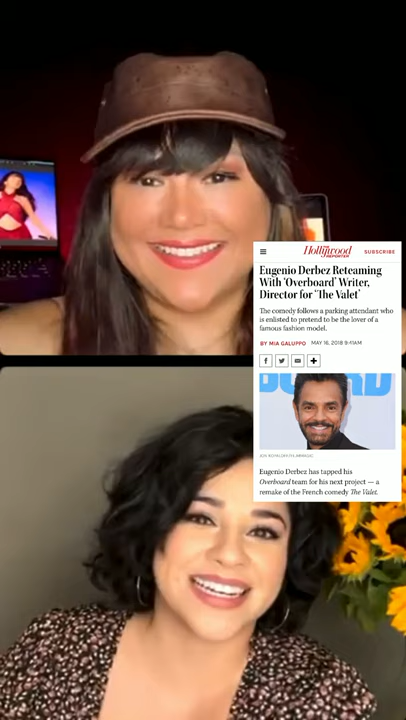 Hollywood
REPORTER
SUBSCRIBE
Eugenio Derbez Reteaming
With 'Overboard' Writer,
Director for 'The Valet'
The comedy follows a parking attendant who
is enlisted to pretend to be the lover of a
famous fashion model.
BY MIA GALUPPO MAY 16, 2018 9:11AM
Eugenio Derbez has tapped his
Overboard team for his next project — a
remake of the French comedy The Valet.